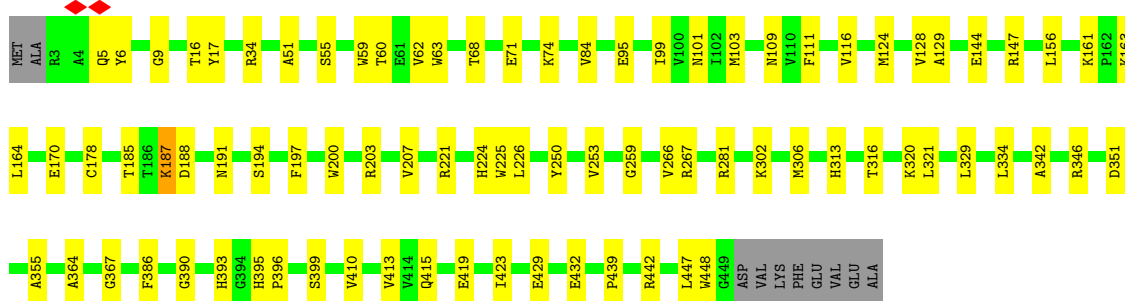 MET ALA R3 A4 Q5 Y6 G9 T16 Y17 R34 A51 S55 W59 T60 E61 V62 W63 T68 E71 K74 V84 E95 I99 V100 N101 I102 M103 N109 V110 F111 V116 M124 V128 A129 E144 R147 L156 K161 P162 K163
L164 E170 C178 T185 T186 K187 D188 N191 S194 F197 W200 R203 V207 R221 H224 W225 L226 Y250 V253 G259 V266 R267 R281 K302 M306 H313 T316 K320 L321 L329 L334 A342 R346 D351
A355 A364 G367 F386 G390 H393 G394 H395 P396 S399 V410 V413 V414 Q415 E419 I423 E429 E432 P439 R442 L447 W448 G449 ASP VAL LYS PHE GLU VAL GLU ALA